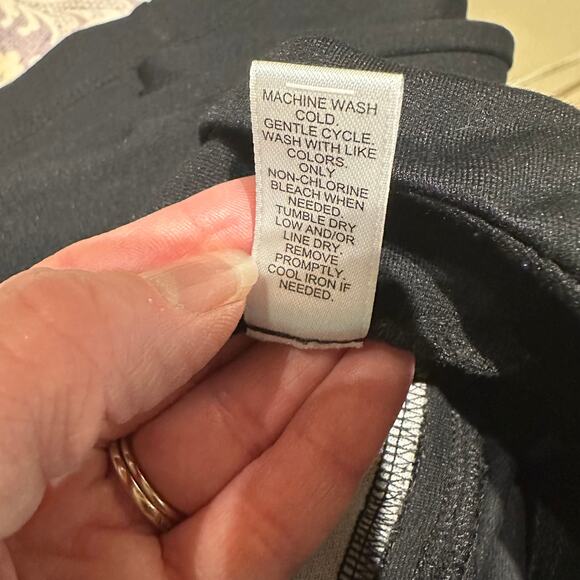 MACHINE WASH
COLD.
GENTLE CYCLE.
WASH WITH LIKE
COLORS.
ONLY
NON-CHLORINE
BLEACH WHEN
NEEDED.
TUMBLE DRY
LOW AND/OR
LINE DRY.
REMOVE
PROMPTLY.
COOL IRON IF
NEEDED.